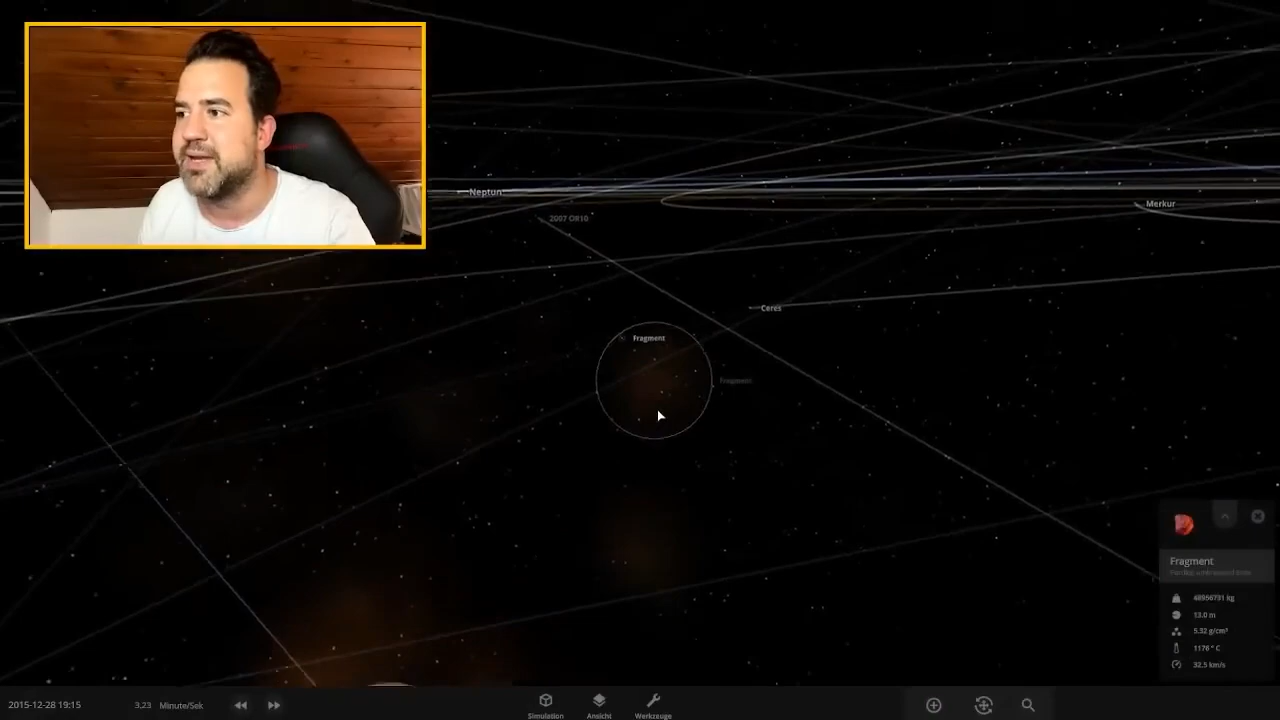 Neptun
2007 OR10
Merkur
Ceres
Fragment
Fragment
Fragment
48956731 kg
13.0 m
5.32 g/cm³
1176 ° C
32.5 km/s
2015-12-28 19:15
3,23 Minute/Sek
Simulation
Ansicht
Werkzeuge